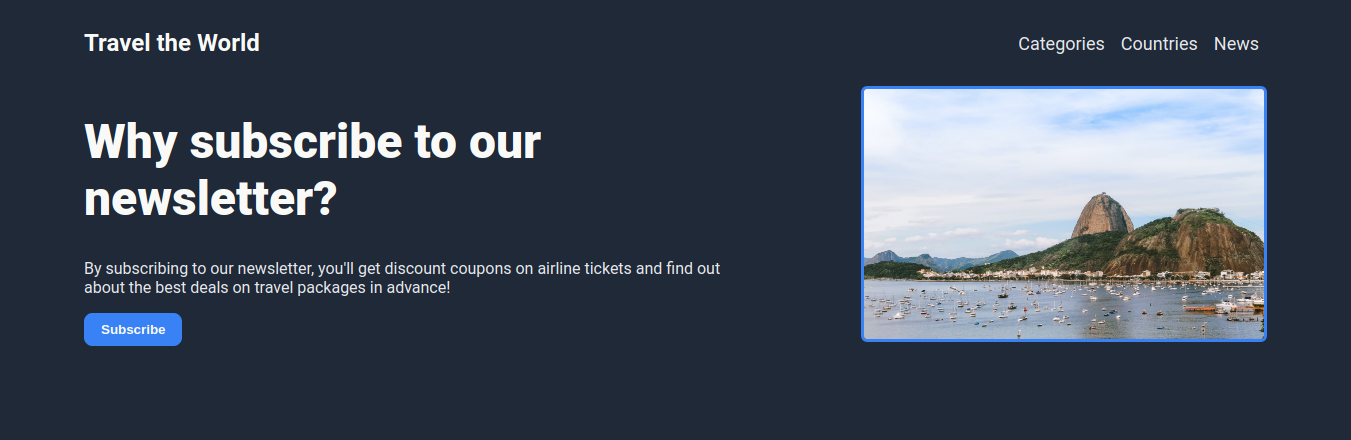 Travel the World
Categories Countries News
Why subscribe to our
newsletter?
By subscribing to our newsletter, you'll get discount coupons on airline tickets and find out
about the best deals on travel packages in advance!
Subscribe